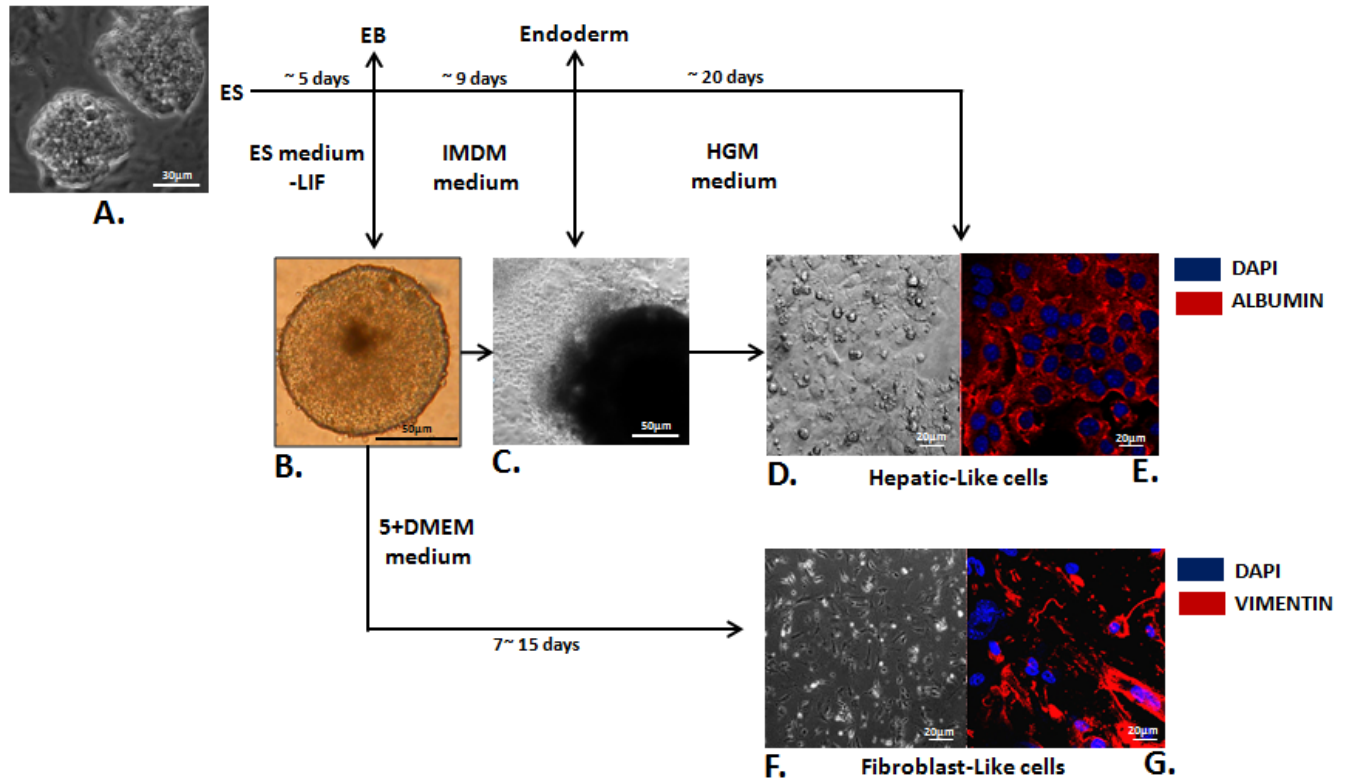 EB
Endoderm
~ 5 days
~ 9 days
~ 20 days
ES
ES medium
-LIF
IMDM
medium
HGM
medium
30µm
A.
DAPI
ALBUMIN
50µm
50µm
20µm
20µm
B.
C.
D.
E.
Hepatic-Like cells
5+DMEM
medium
7~ 15 days
DAPI
VIMENTIN
20µm
20µm
F.
G.
Fibroblast-Like cells